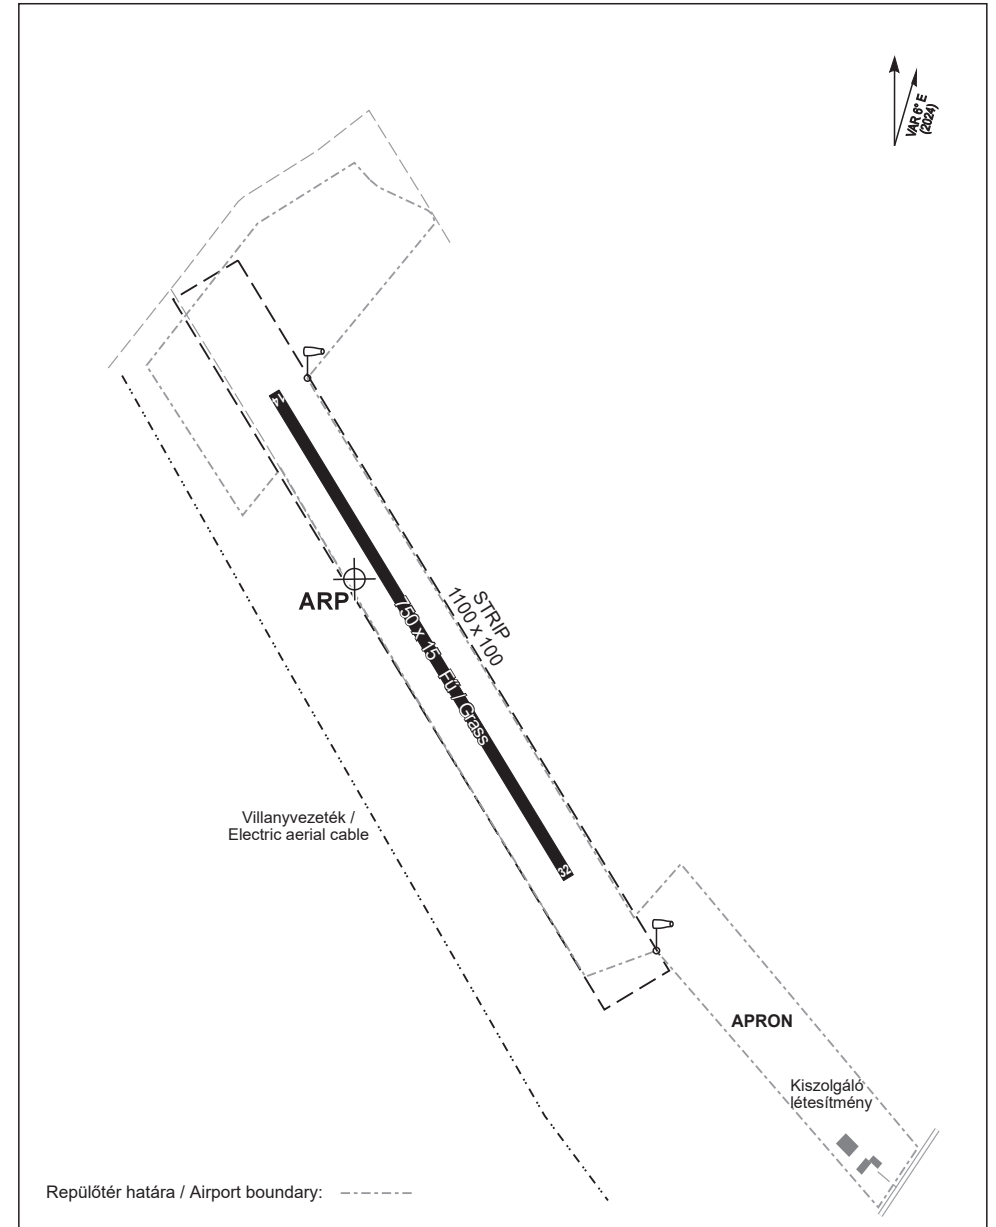 VAR 6° E
(2024)
14
ARP
STRIP
1100 x 100
750 x 15 Fű / Grass
Villanyvezeték /
Electric aerial cable
32
APRON
Kiszolgáló
létesítmény
Repülőtér határa / Airport boundary: